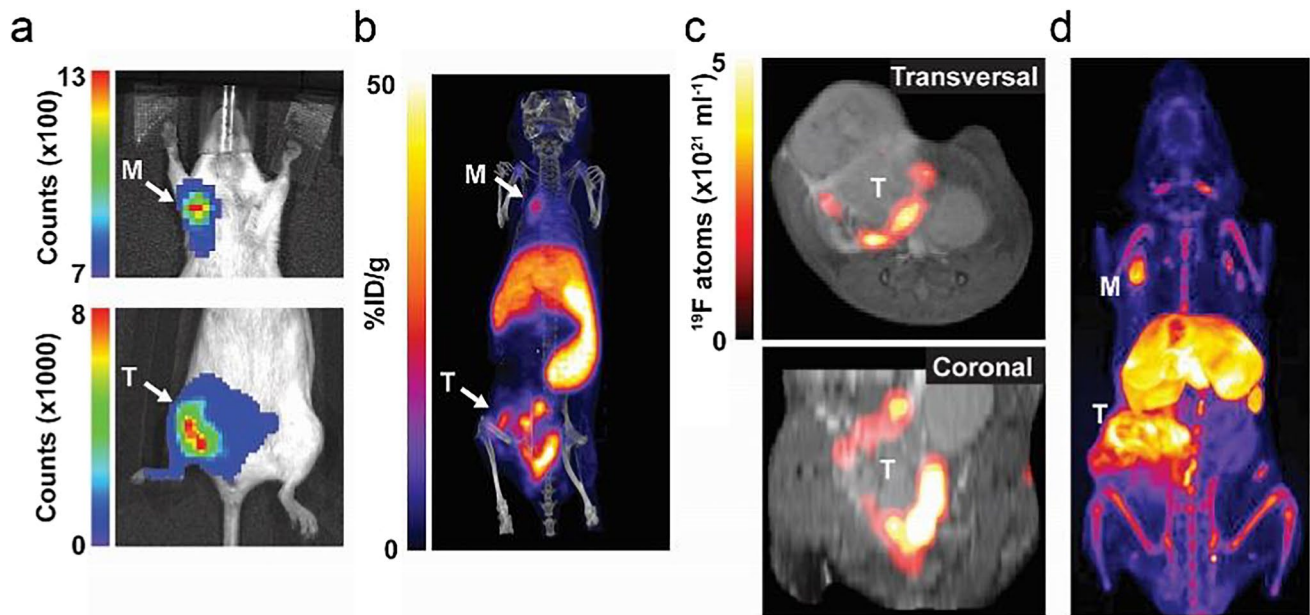 a
b
c
d
13
Counts (x100)
7
M
8
Counts (x1000)
0
T
50
%ID/g
0
M
T
5
¹⁹F atoms (x10²¹ ml⁻¹)
0
Transversal
T
Coronal
T
M
T